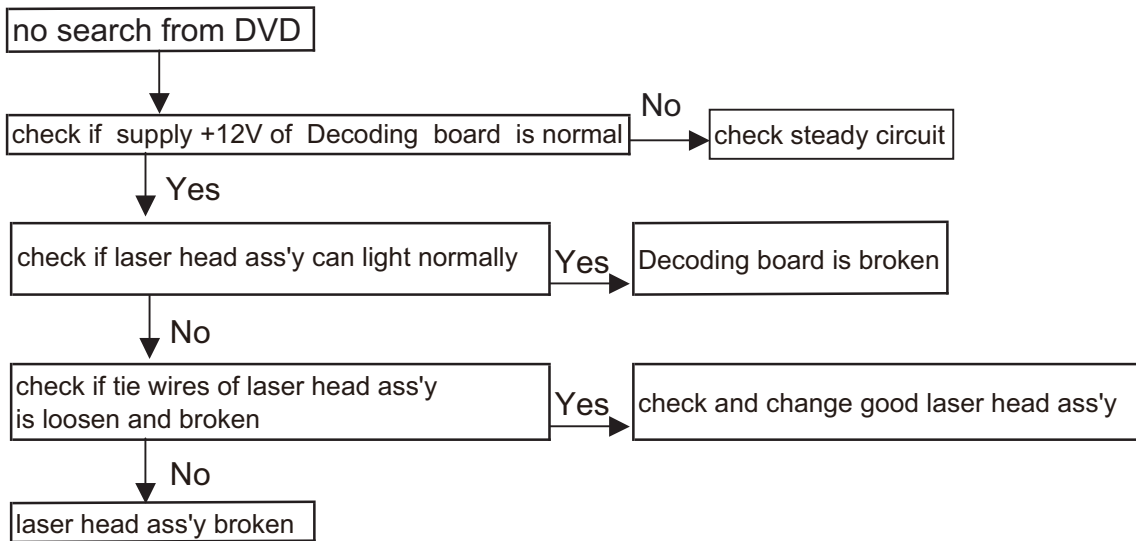 no search from DVD
No
check if supply +12V of Decoding board is normal
check steady circuit
Yes
check if laser head ass'y can light normally
Yes
Decoding board is broken
No
check if tie wires of laser head ass'y
is loosen and broken
Yes
check and change good laser head ass'y
No
laser head ass'y broken